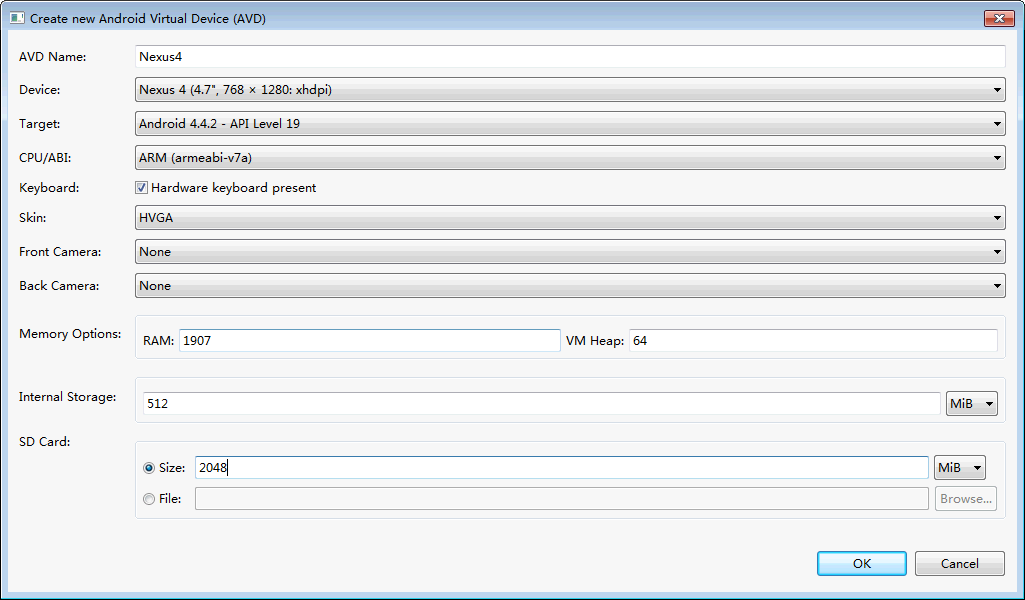 Create new Android Virtual Device (AVD)
AVD Name: Nexus4
Device: Nexus 4 (4.7", 768 × 1280: xhdpi)
Target: Android 4.4.2 - API Level 19
CPU/ABI: ARM (armeabi-v7a)
Keyboard: Hardware keyboard present
Skin: HVGA
Front Camera: None
Back Camera: None
Memory Options: RAM: 1907 VM Heap: 64
Internal Storage: 512 MiB
SD Card:
Size: 2048 MiB
File: Browse...
OK Cancel